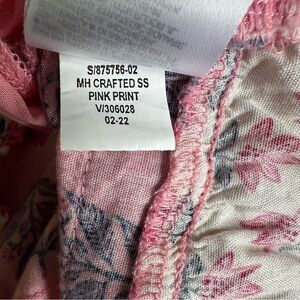 S/875756-02
MH CRAFTED SS
PINK PRINT
V/306028
02-22